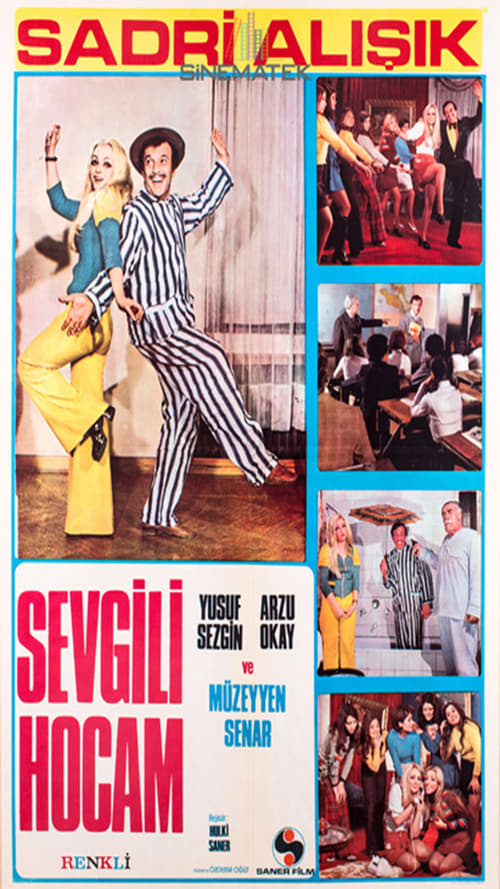 SADRİ ALIŞIK
SİNEMATEK
SEVGİLİ
HOCAM
YUSUF
SEZGİN
ARZU
OKAY
ve
MÜZEYYEN
SENAR
Rejisör:
HULKİ
SANER
RENKLİ
SANER FİLM